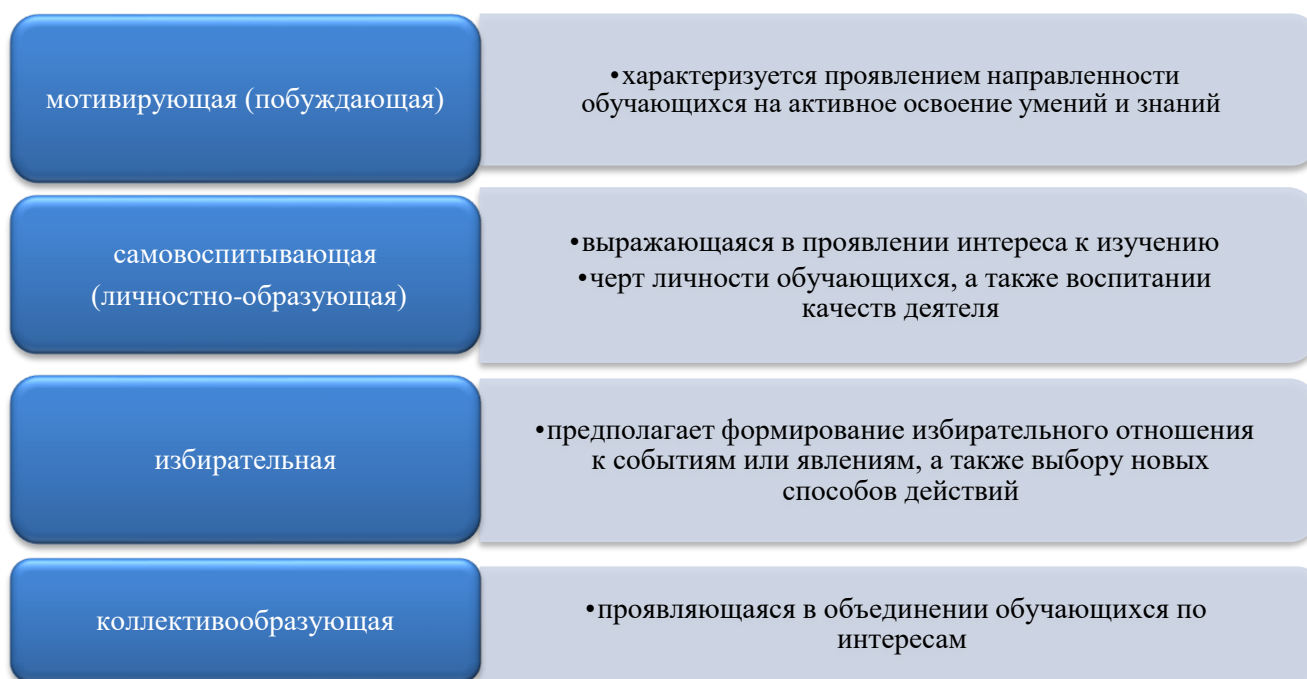 мотивирующая (побуждающая)
•характеризуется проявлением направленности
обучающихся на активное освоение умений и знаний
самовоспитывающая
(личностно-образующая)
•выражающаяся в проявлении интереса к изучению
•черт личности обучающихся, а также воспитании
качеств деятеля
избирательная
•предполагает формирование избирательного отношения
к событиям или явлениям, а также выбору новых
способов действий
коллективообразующая
•проявляющаяся в объединении обучающихся по
интересам